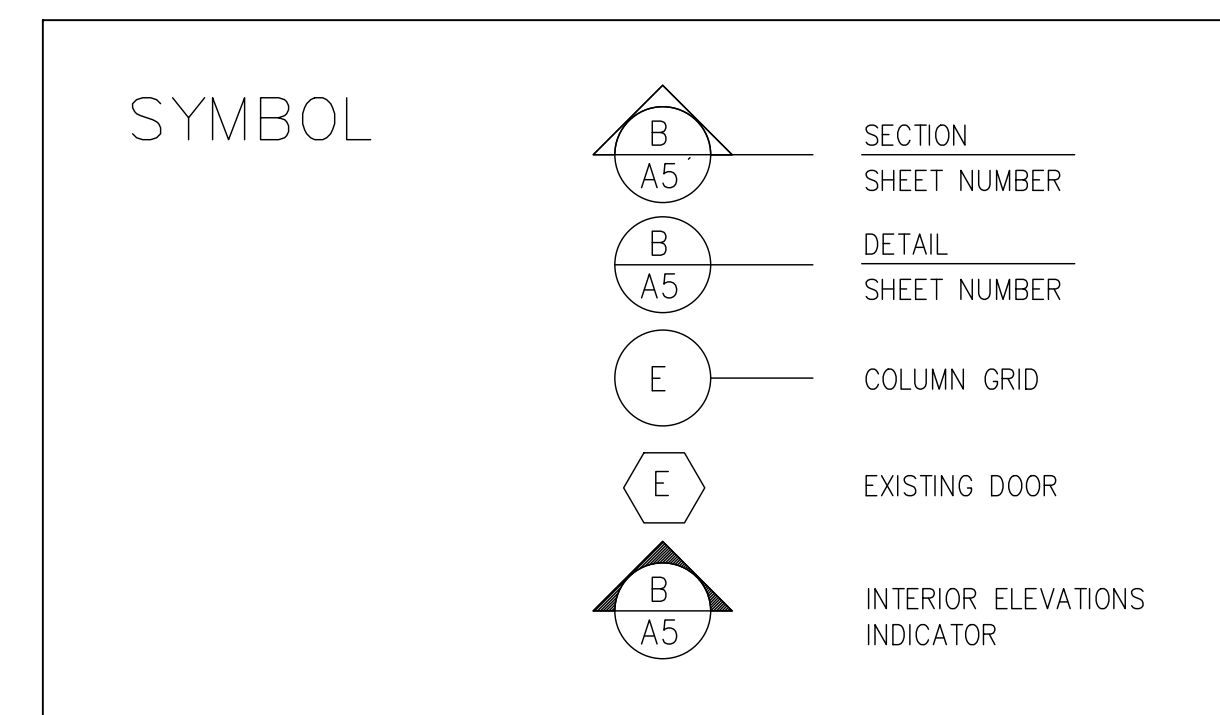 SYMBOL
B
A5
SECTION
SHEET NUMBER
B
A5
DETAIL
SHEET NUMBER
E
COLUMN GRID
E
EXISTING DOOR
B
A5
INTERIOR ELEVATIONS
INDICATOR